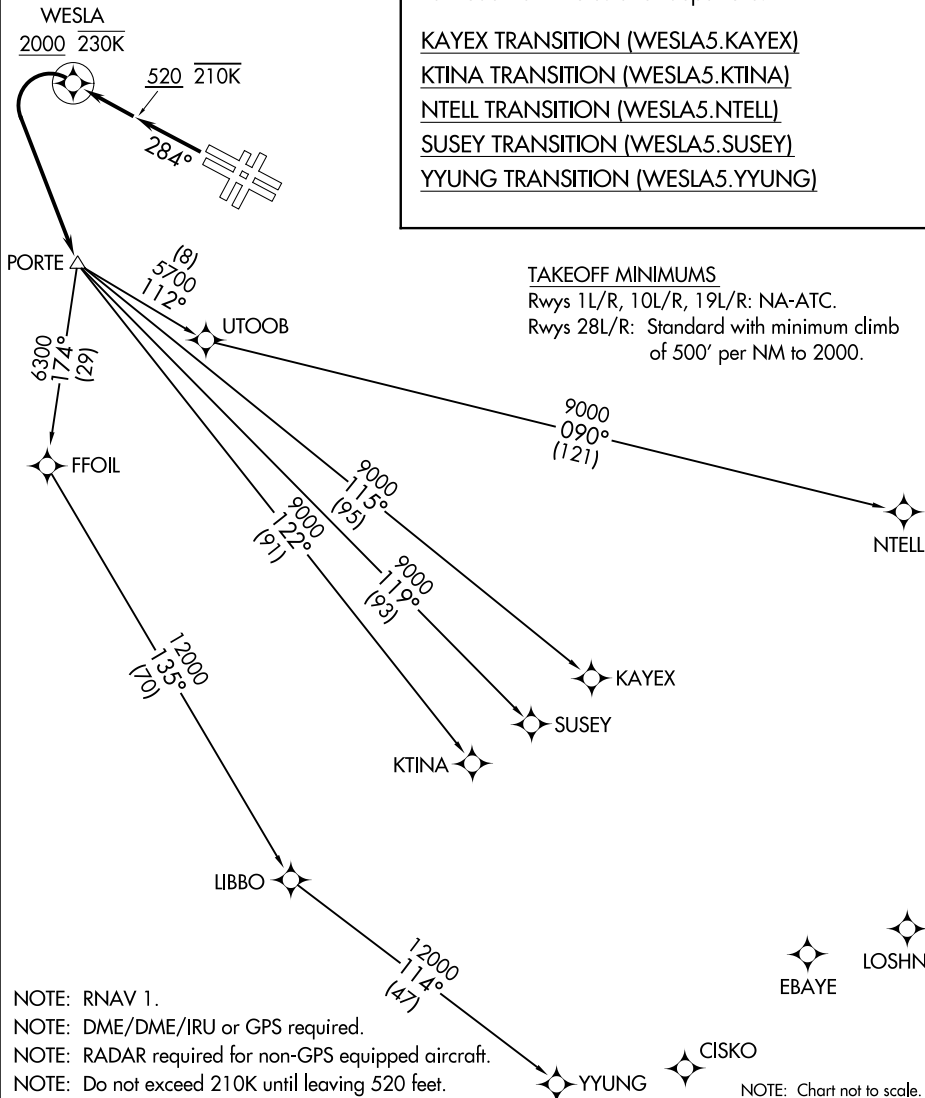 WESLA
2000 230K
520 210K
284°
KAYEX TRANSITION (WESLA5.KAYEX)
KTINA TRANSITION (WESLA5.KTINA)
NTELL TRANSITION (WESLA5.NTELL)
SUSEY TRANSITION (WESLA5.SUSEY)
YYUNG TRANSITION (WESLA5.YYUNG)
TAKEOFF MINIMUMS
Rwys 1L/R, 10L/R, 19L/R: NA-ATC.
Rwys 28L/R: Standard with minimum climb
of 500' per NM to 2000.
PORTE
(8)
5700
112°
UTOOB
6300
174°
(29)
FFOIL
9000
090°
(121)
NTELL
9000
115°
(95)
9000
122°
(91)
9000
119°
(93)
KAYEX
SUSEY
KTINA
12000
135°
(70)
LIBBO
12000
114°
(47)
LOSHN
EBAYE
CISKO
YYUNG
NOTE: RNAV 1.
NOTE: DME/DME/IRU or GPS required.
NOTE: RADAR required for non-GPS equipped aircraft.
NOTE: Do not exceed 210K until leaving 520 feet.
NOTE: Chart not to scale.